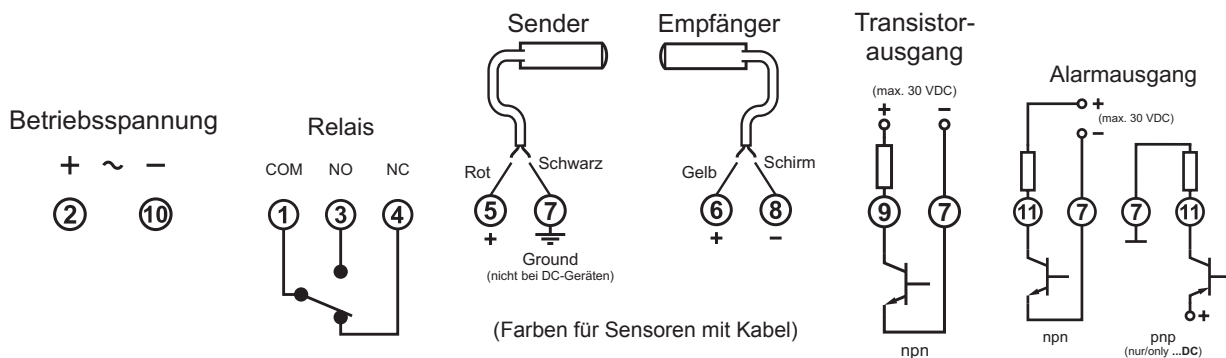 Betriebsspannung
+ ~ –
2 10
Relais
COM NO NC
1 3 4
Sender
Rot Schwarz
5 7
+
Ground
(nicht bei DC-Geräten)
Empfänger
Gelb Schirm
6 8
+ –
(Farben für Sensoren mit Kabel)
Transistor-
ausgang
(max. 30 VDC)
+ –
9 7
npn
Alarmausgang
+
(max. 30 VDC)
–
11 7
npn
7 11
+
pnp
(nur/only ...DC)